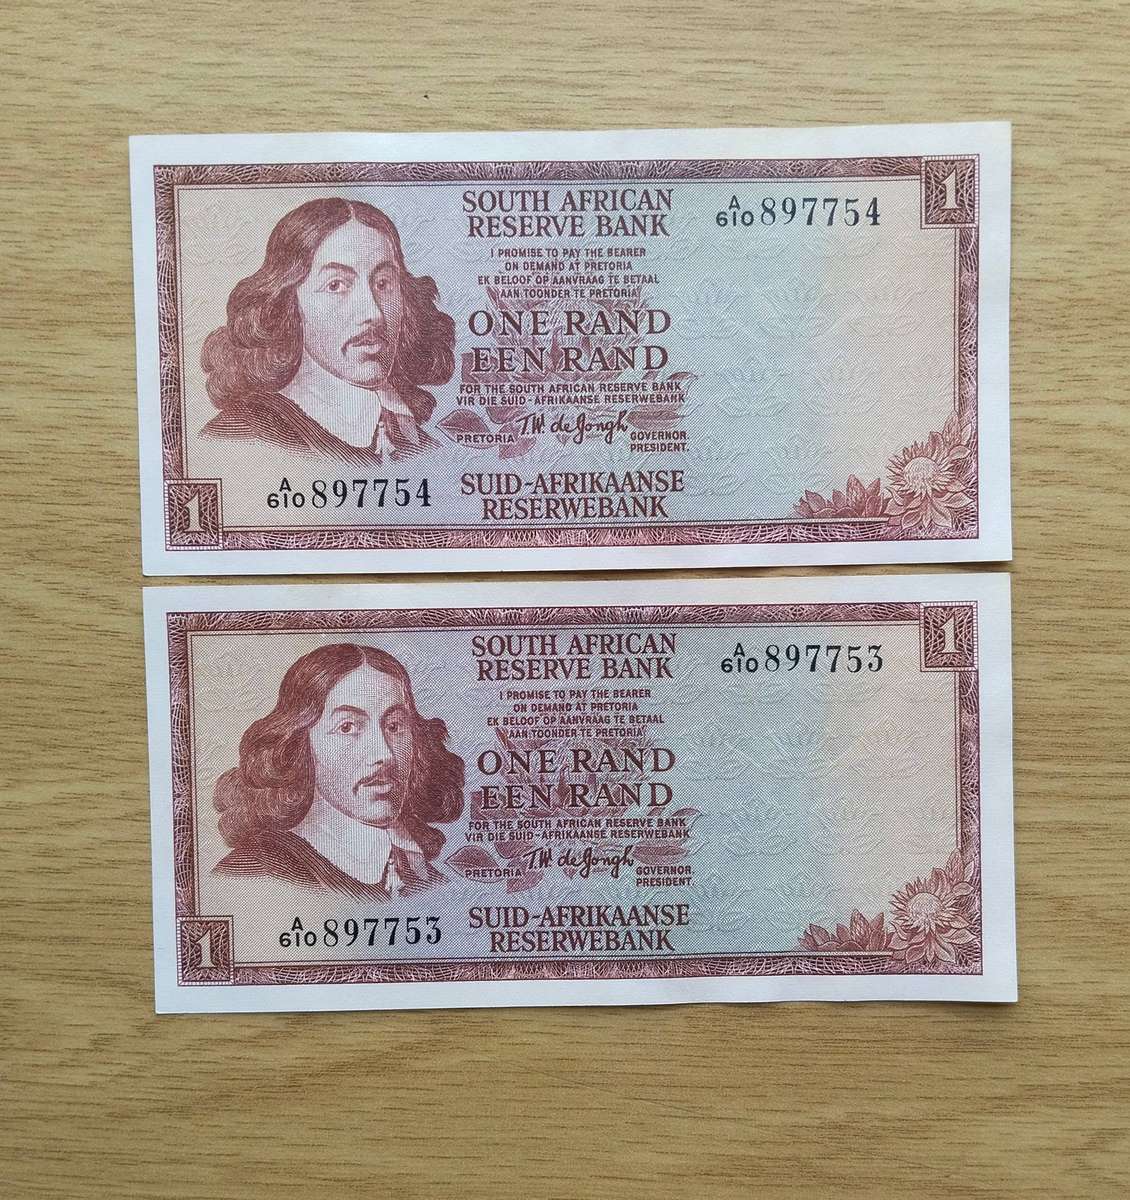 1
SOUTH AFRICAN
RESERVE BANK
A/610 897754
I PROMISE TO PAY THE BEARER
ON DEMAND AT PRETORIA
EK BELOOF OP AANVRAAG TE BETAAL
AAN TOONDER TE PRETORIA
ONE RAND
EEN RAND
FOR THE SOUTH AFRICAN RESERVE BANK
VIR DIE SUID-AFRIKAANSE RESERWEBANK
T.W. de Jongh
PRETORIA
GOVERNOR.
PRESIDENT.
A/610 897754
SUID-AFRIKAANSE
RESERWEBANK
1
1
SOUTH AFRICAN
RESERVE BANK
A/610 897753
I PROMISE TO PAY THE BEARER
ON DEMAND AT PRETORIA
EK BELOOF OP AANVRAAG TE BETAAL
AAN TOONDER TE PRETORIA
ONE RAND
EEN RAND
FOR THE SOUTH AFRICAN RESERVE BANK
VIR DIE SUID-AFRIKAANSE RESERWEBANK
T.W. de Jongh
PRETORIA
GOVERNOR.
PRESIDENT.
A/610 897753
SUID-AFRIKAANSE
RESERWEBANK
1